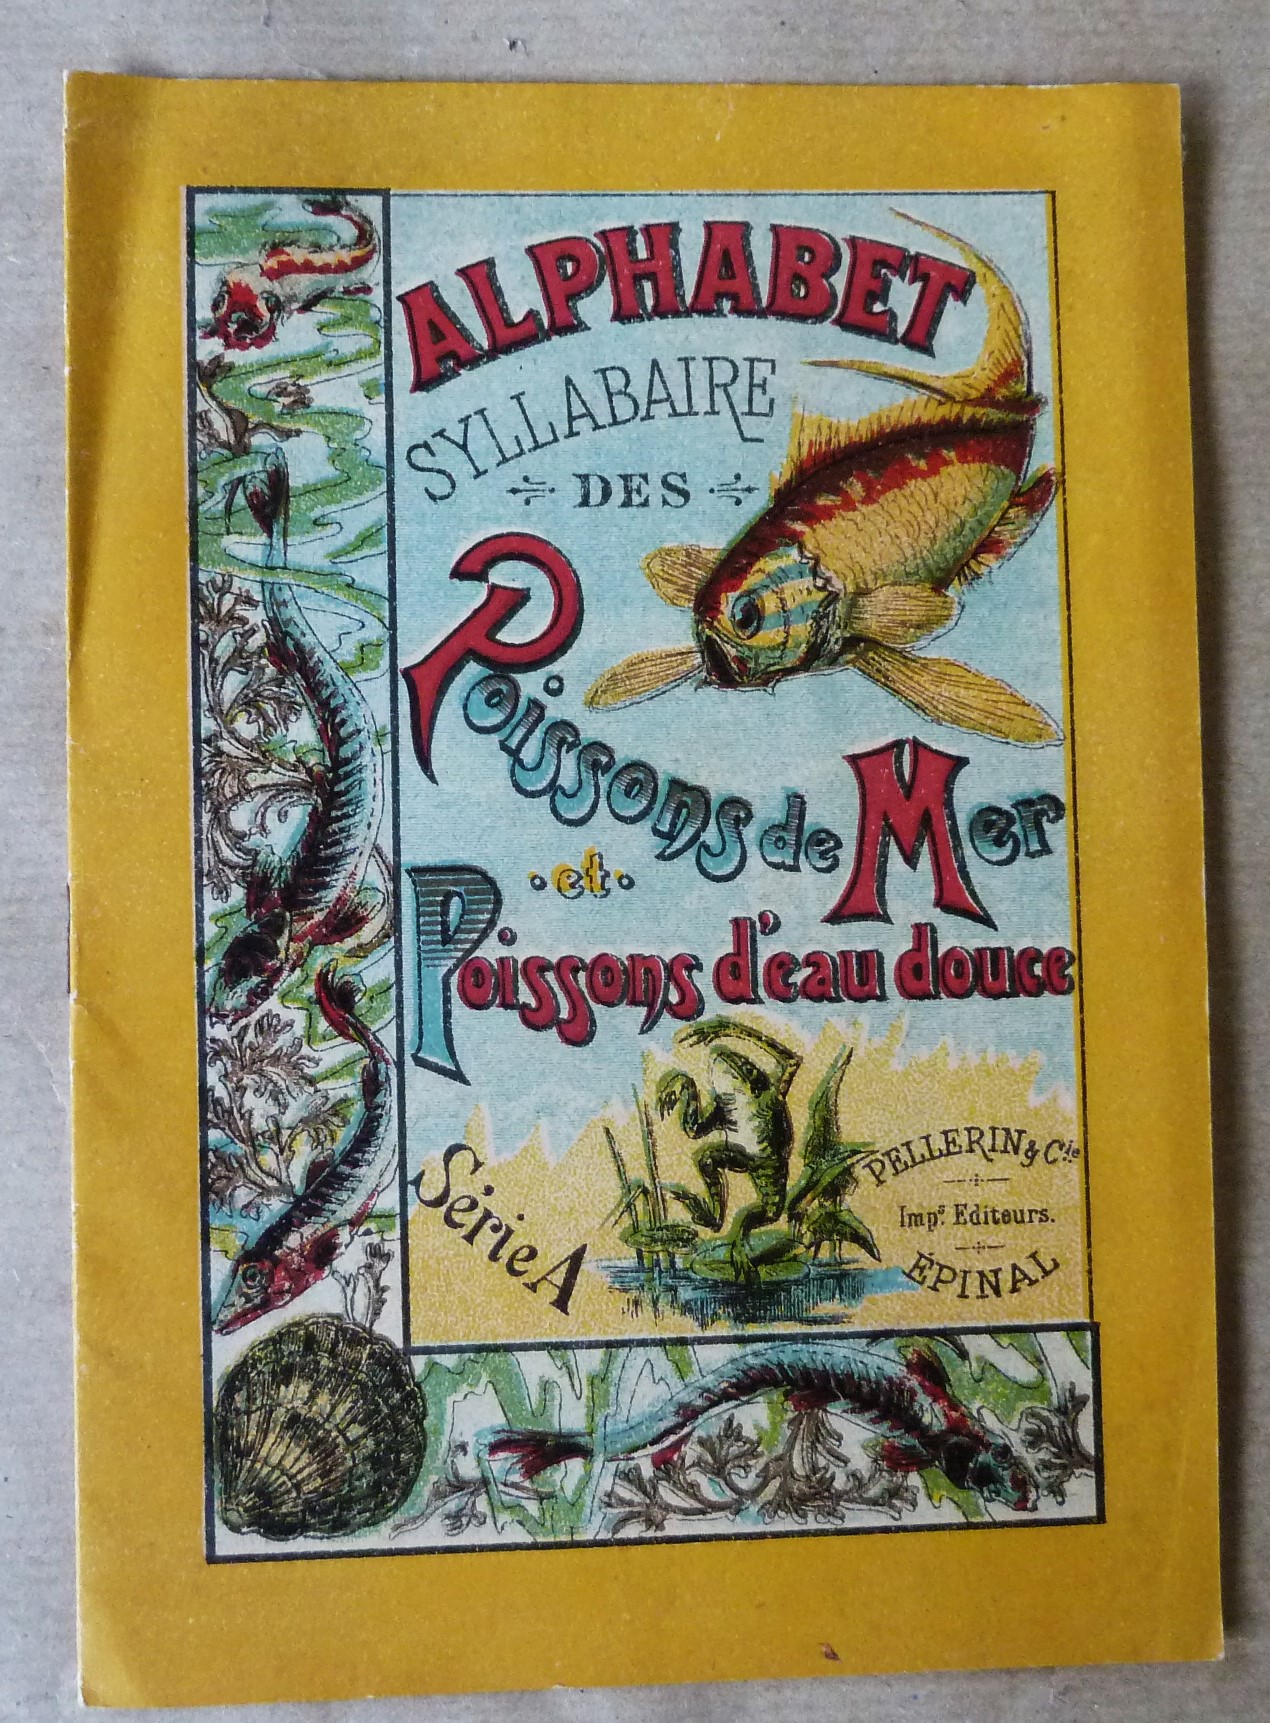 ALPHABET
SYLLABAIRE
DES
Poissons de Mer
et
Poissons d'eau douce
Série A
PELLERIN & Cie
Imprs Editeurs.
ÉPINAL